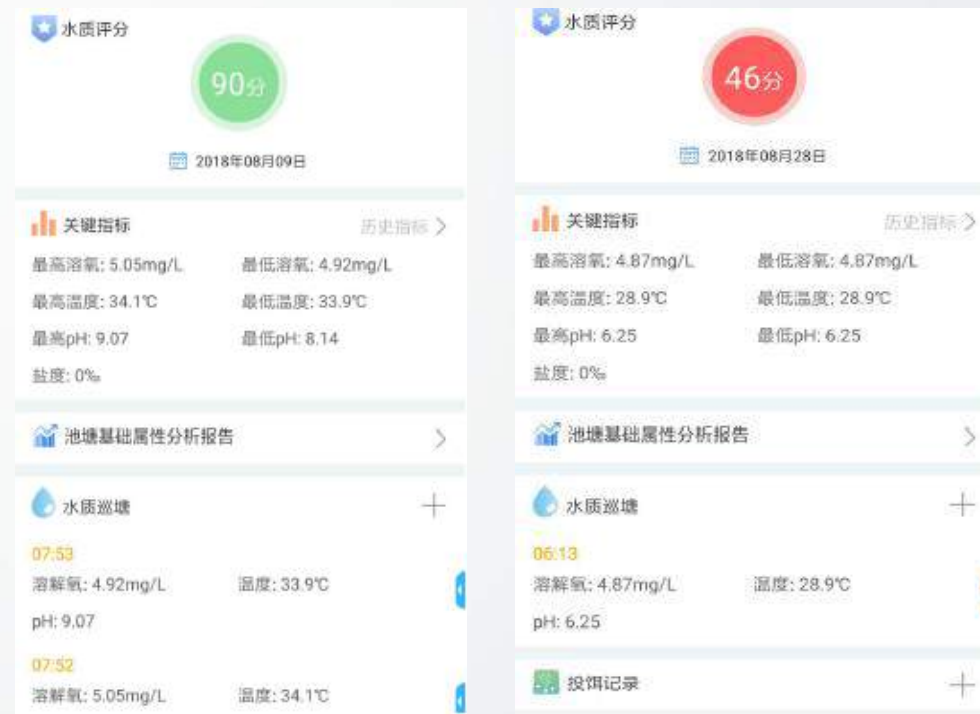 水质评分
90分
2018年08月09日
关键指标
历史指标
最高溶氧: 5.05mg/L
最低溶氧: 4.92mg/L
最高温度: 34.1℃
最低温度: 33.9℃
最高pH: 9.07
最低pH: 8.14
盐度: 0‰
池塘基础属性分析报告
水质巡塘
07:53
溶解氧: 4.92mg/L
温度: 33.9℃
pH: 9.07
07:52
溶解氧: 5.05mg/L
温度: 34.1℃
水质评分
46分
2018年08月28日
关键指标
历史指标
最高溶氧: 4.87mg/L
最低溶氧: 4.87mg/L
最高温度: 28.9℃
最低温度: 28.9℃
最高pH: 6.25
最低pH: 6.25
盐度: 0‰
池塘基础属性分析报告
水质巡塘
06:13
溶解氧: 4.87mg/L
温度: 28.9℃
pH: 6.25
投饵记录